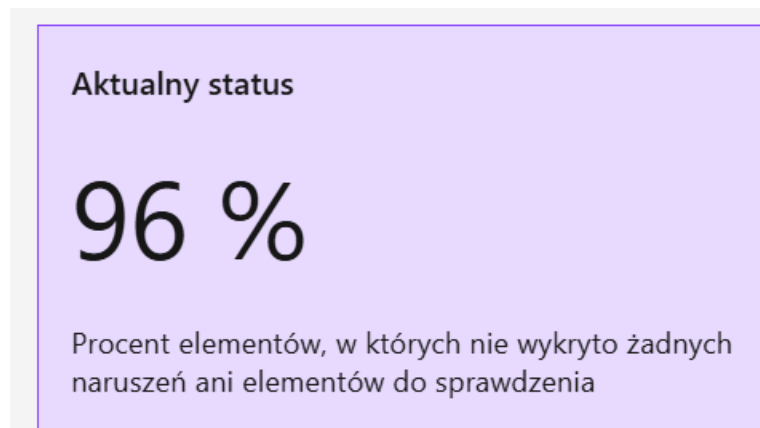 Aktualny status
96 %
Procent elementów, w których nie wykryto żadnych
naruszeń ani elementów do sprawdzenia